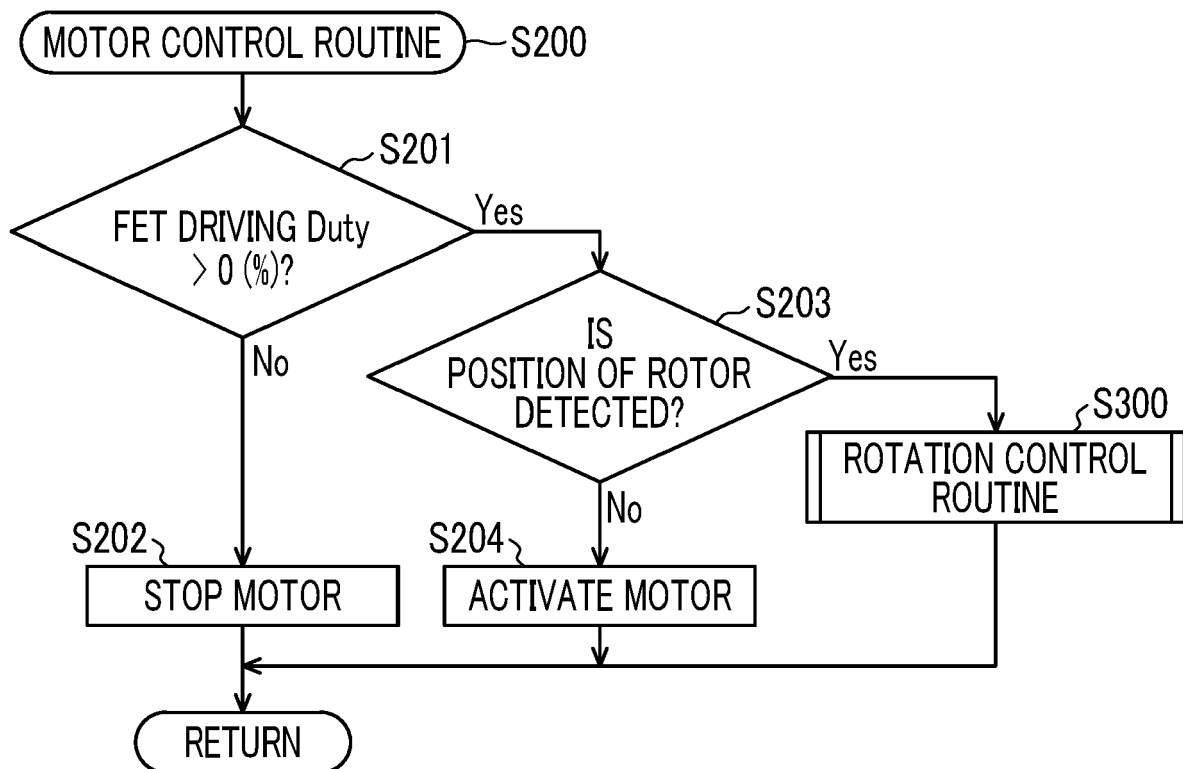 MOTOR CONTROL ROUTINE
S200
S201
FET DRIVING Duty
> 0 (%)?
Yes
No
S203
IS
POSITION OF ROTOR
DETECTED?
Yes
No
S300
ROTATION CONTROL
ROUTINE
S202
STOP MOTOR
S204
ACTIVATE MOTOR
RETURN